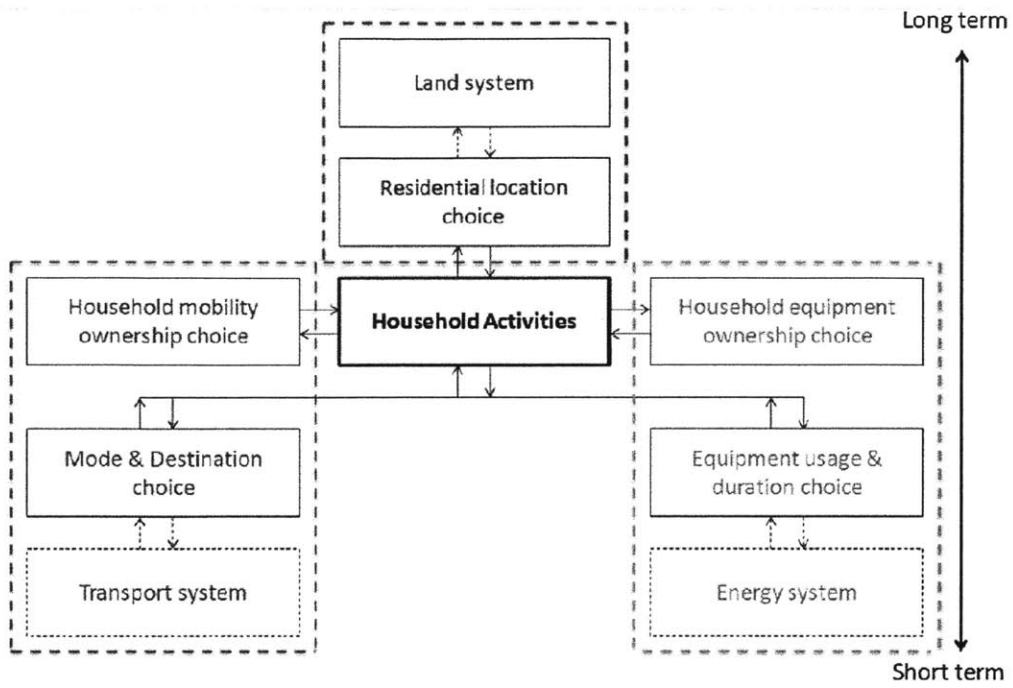 Long term
Land system
Residential location
choice
Household mobility
ownership choice
Household Activities
Household equipment
ownership choice
Mode & Destination
choice
Equipment usage &
duration choice
Transport system
Energy system
Short term